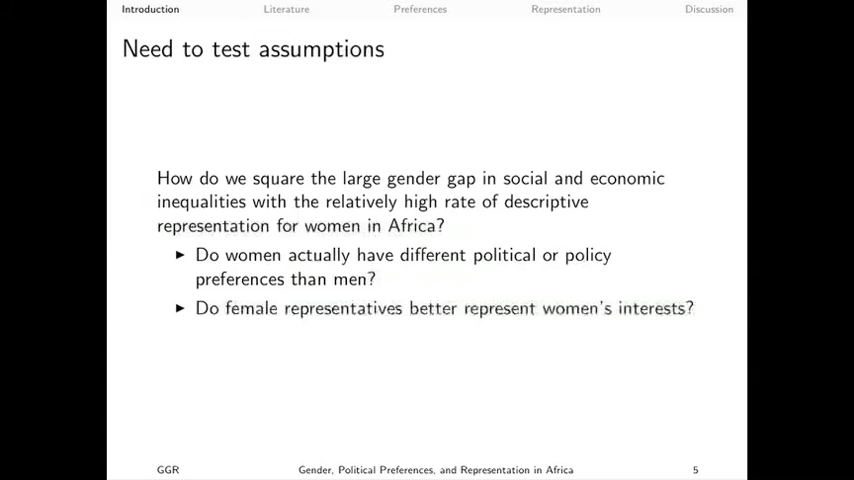 Introduction Literature Preferences Representation Discussion
Need to test assumptions
How do we square the large gender gap in social and economic
inequalities with the relatively high rate of descriptive
representation for women in Africa?
▶ Do women actually have different political or policy
preferences than men?
▶ Do female representatives better represent women's interests?
GGR Gender, Political Preferences, and Representation in Africa 5